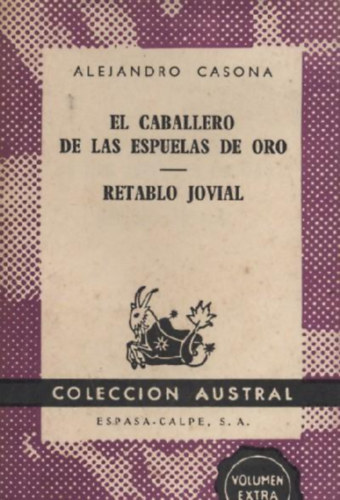 ALEJANDRO CASONA
EL CABALLERO
DE LAS ESPUELAS DE ORO
RETABLO JOVIAL
COLECCION AUSTRAL
ESPASA-CALPE, S. A.
VOLUMEN
EXTRA